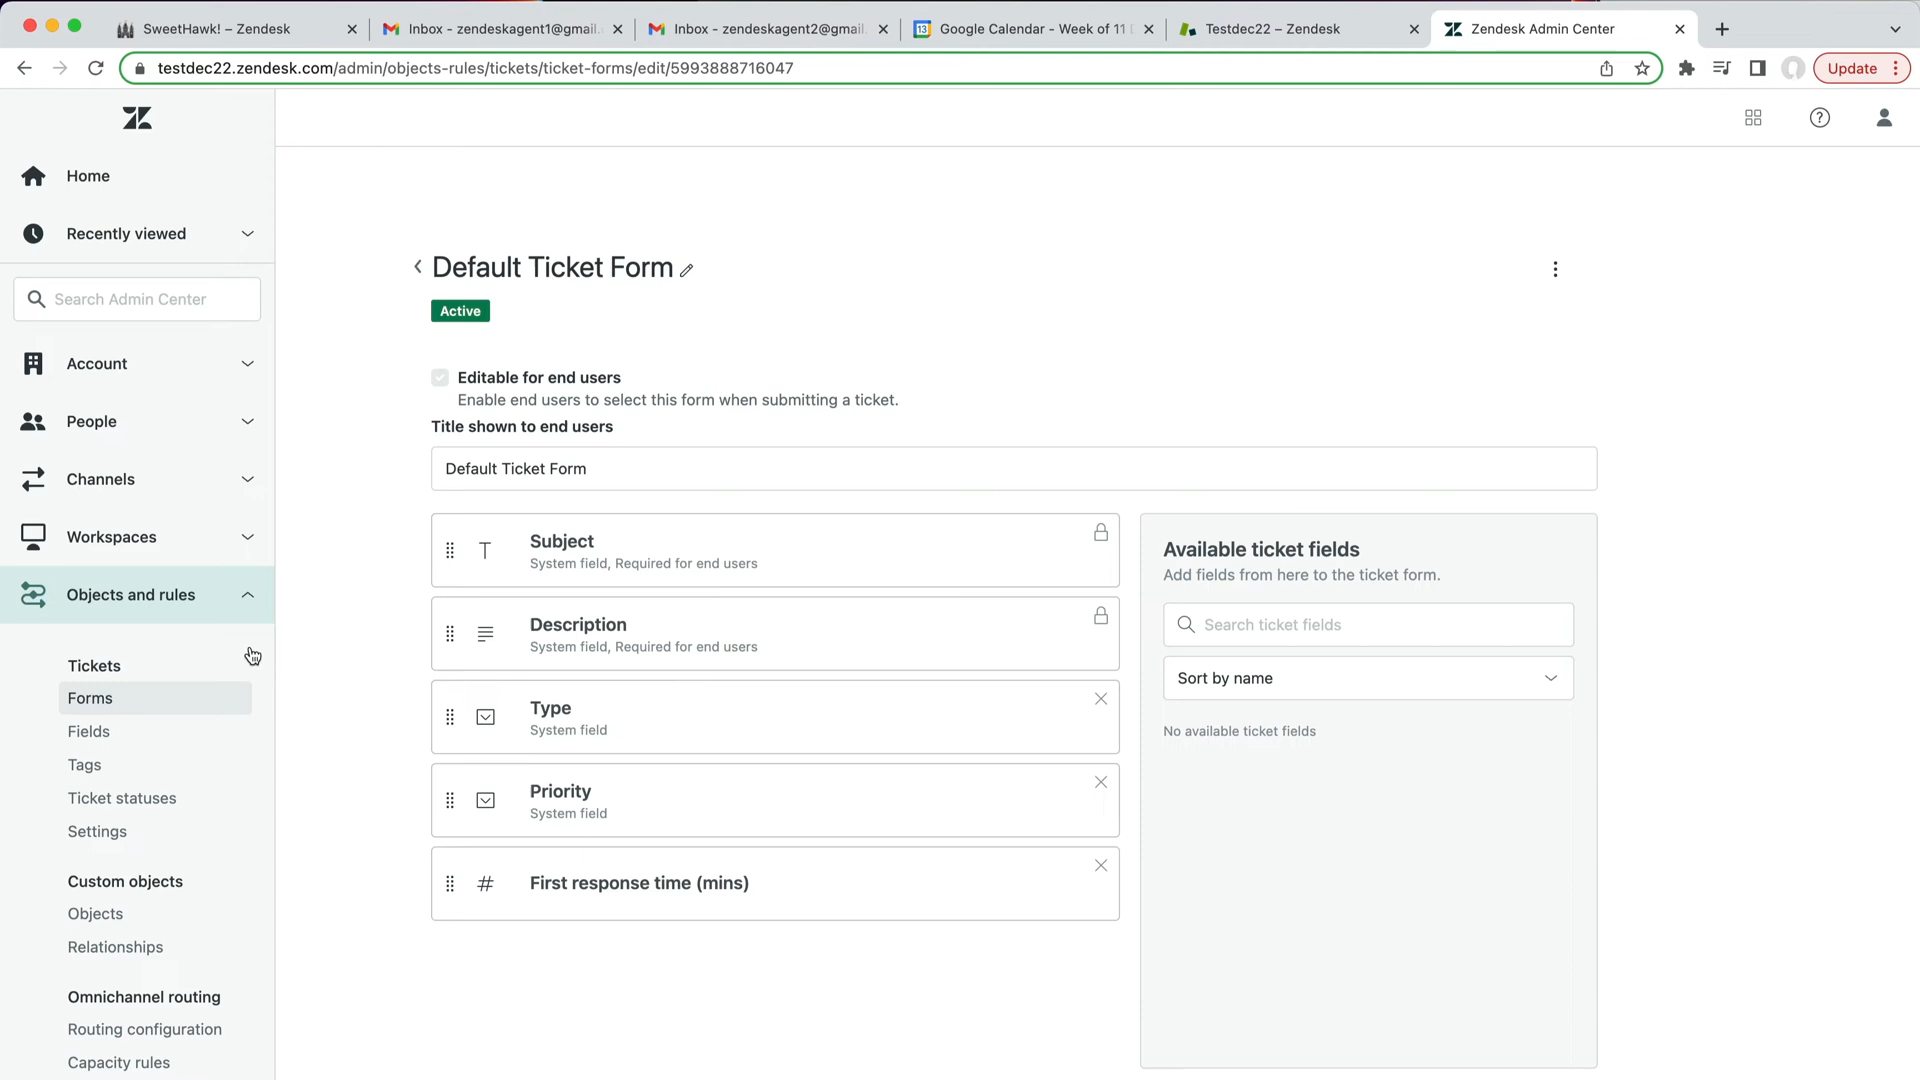 SweetHawk! – Zendesk
Inbox - zendeskagent1@gmail.
Inbox - zendeskagent2@gmail.
13
Google Calendar - Week of 11
Testdec22 – Zendesk
Zendesk Admin Center
testdec22.zendesk.com/admin/objects-rules/tickets/ticket-forms/edit/5993888716047
Update
Home
Recently viewed
Search Admin Center
Account
People
Channels
Workspaces
Objects and rules
Tickets
Forms
Fields
Tags
Ticket statuses
Settings
Custom objects
Objects
Relationships
Omnichannel routing
Routing configuration
Capacity rules
Default Ticket Form
Active
Editable for end users
Enable end users to select this form when submitting a ticket.
Title shown to end users
Default Ticket Form
Subject
System field, Required for end users
Description
System field, Required for end users
Type
System field
Priority
System field
First response time (mins)
Available ticket fields
Add fields from here to the ticket form.
Search ticket fields
Sort by name
No available ticket fields